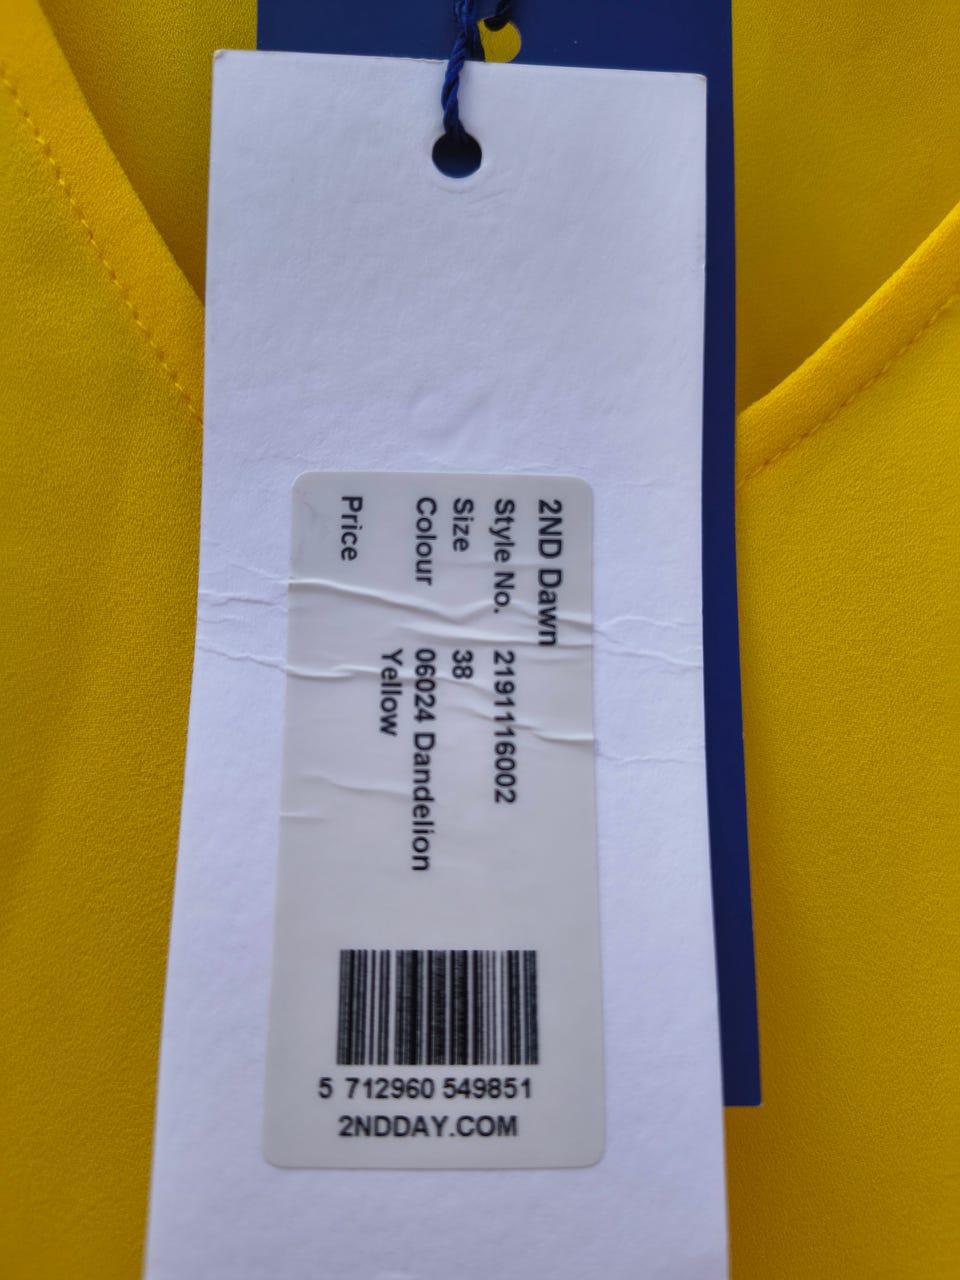 2ND Dawn
Style No. 2191116002
Size 38
Colour 06024 Dandelion
Yellow
Price
5 712960 549851
2NDDAY.COM